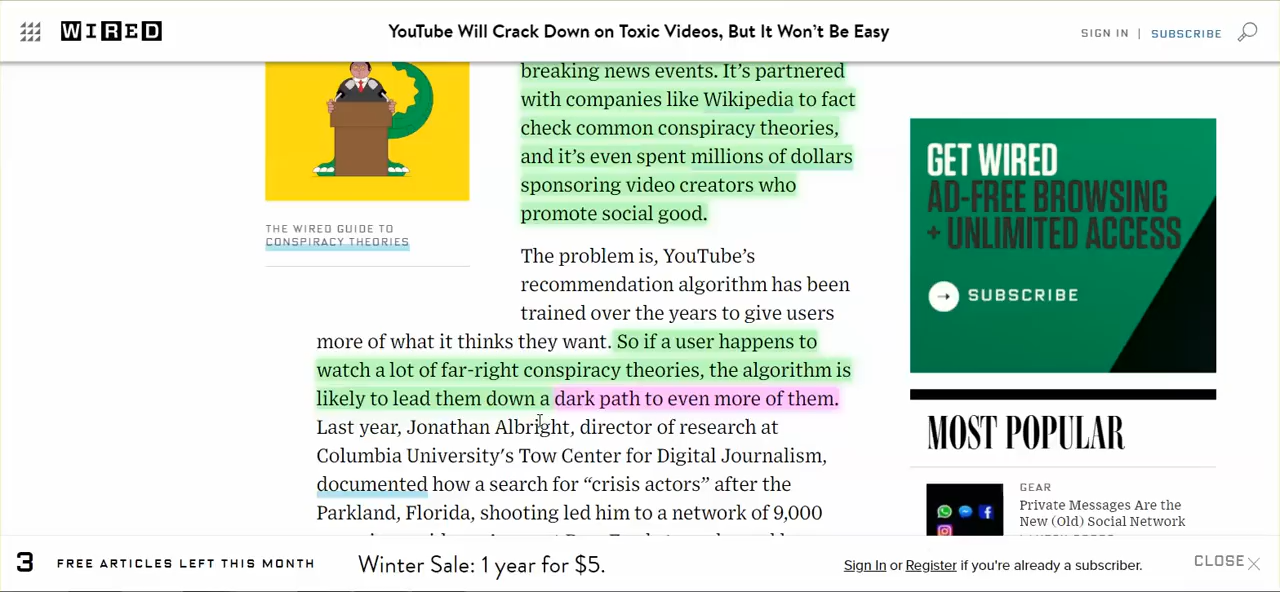 WIRED
YouTube Will Crack Down on Toxic Videos, But It Won't Be Easy
SIGN IN | SUBSCRIBE
THE WIRED GUIDE TO
CONSPIRACY THEORIES
breaking news events. It's partnered
with companies like Wikipedia to fact
check common conspiracy theories,
and it's even spent millions of dollars
sponsoring video creators who
promote social good.
The problem is, YouTube's
recommendation algorithm has been
trained over the years to give users
more of what it thinks they want. So if a user happens to
watch a lot of far-right conspiracy theories, the algorithm is
likely to lead them down a dark path to even more of them.
Last year, Jonathan Albright, director of research at
Columbia University's Tow Center for Digital Journalism,
documented how a search for “crisis actors” after the
Parkland, Florida, shooting led him to a network of 9,000
GET WIRED
AD-FREE BROWSING
+ UNLIMITED ACCESS
SUBSCRIBE
MOST POPULAR
GEAR
Private Messages Are the
New (Old) Social Network
3 FREE ARTICLES LEFT THIS MONTH
Winter Sale: 1 year for $5.
Sign In or Register if you're already a subscriber.
CLOSE